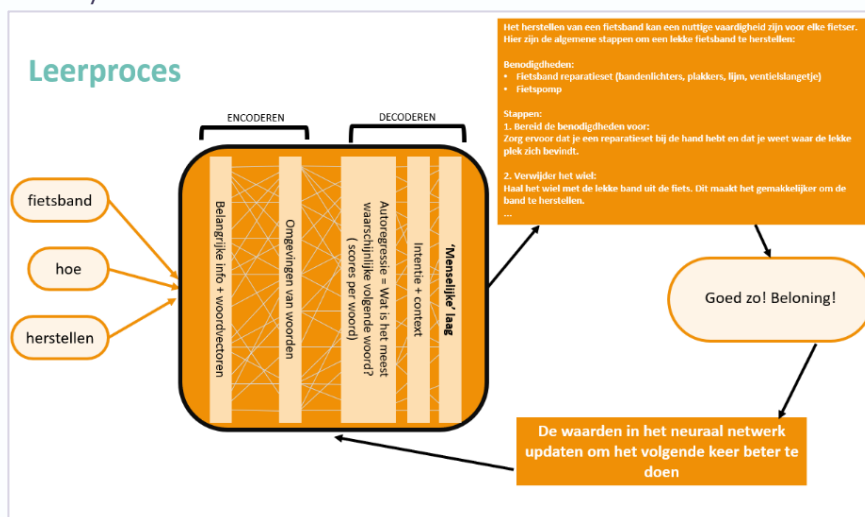 Leerproces
ENCODEREN
DECODEREN
fietsband
hoe
herstellen
Belangrijke info + woordvectoren
Omgevingen van woorden
Autoregressie = Wat is het meest
waarschijnlijke volgende woord?
( scores per woord)
Intentie + context
'Menselijke' laag
Het herstellen van een fietsband kan een nuttige vaardigheid zijn voor elke fietser.
Hier zijn de algemene stappen om een lekke fietsband te herstellen:
Benodigdheden:
• Fietsband reparatieset (bandenlichters, plakkers, lijm, ventielslangetje)
• Fietspomp
Stappen:
1. Bereid de benodigdheden voor:
Zorg ervoor dat je een reparatieset bij de hand hebt en dat je weet waar de lekke
plek zich bevindt.
2. Verwijder het wiel:
Haal het wiel met de lekke band uit de fiets. Dit maakt het gemakkelijker om de
band te herstellen.
...
Goed zo! Beloning!
De waarden in het neuraal netwerk
updaten om het volgende keer beter te
doen